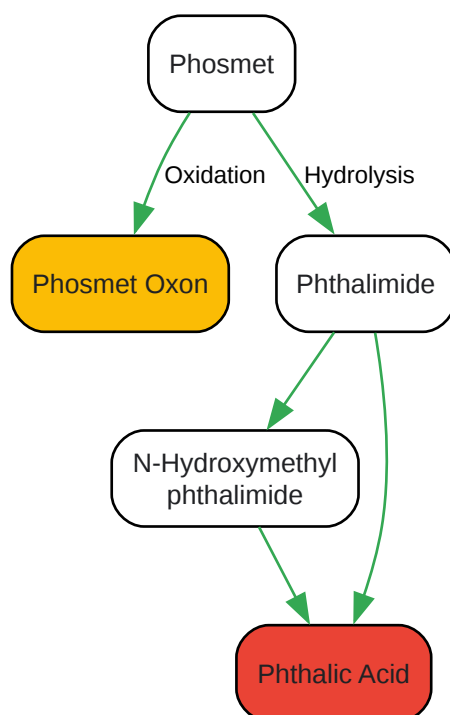 Phosmet
Oxidation
Hydrolysis
Phosmet Oxon
Phthalimide
N-Hydroxymethyl
phthalimide
Phthalic Acid